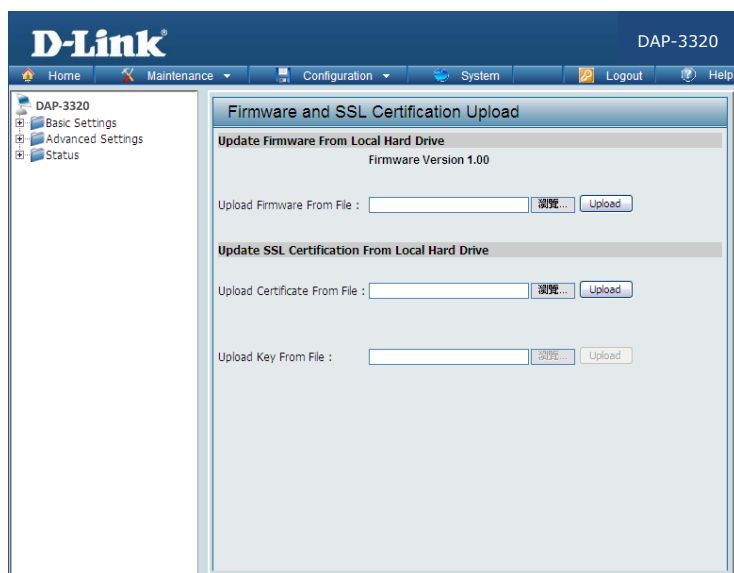 D-Link®
DAP-3320
Home Maintenance Configuration System Logout Help
DAP-3320
Basic Settings
Advanced Settings
Status
Firmware and SSL Certification Upload
Update Firmware From Local Hard Drive
Firmware Version 1.00
Upload Firmware From File : 瀏覽... Upload
Update SSL Certification From Local Hard Drive
Upload Certificate From File : 瀏覽... Upload
Upload Key From File : 瀏覽... Upload